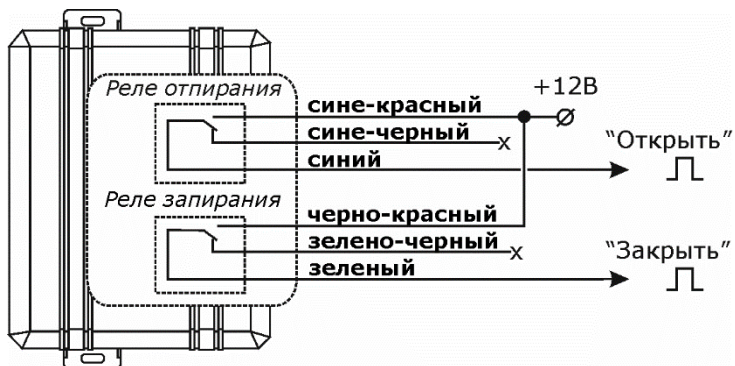 Реле отпирания
сине-красный
+12В
сине-черный
х
“Открыть”
синий
Реле запирания
черно-красный
зелено-черный
х
“Закрыть”
зеленый